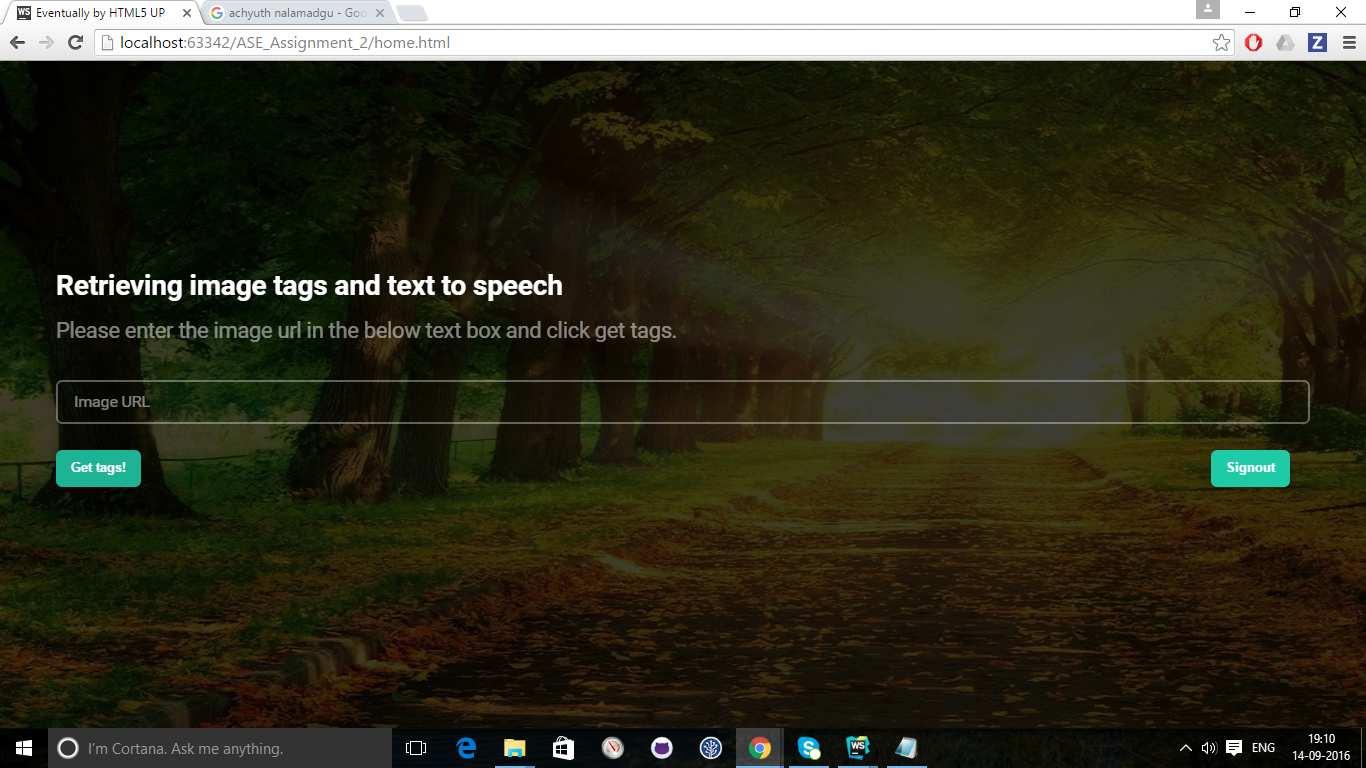 Eventually by HTML5 UP
achyuth nalamadgu - Goo
localhost:63342/ASE_Assignment_2/home.html
Retrieving image tags and text to speech
Please enter the image url in the below text box and click get tags.
Image URL
Get tags!
Signout
I'm Cortana. Ask me anything.
ENG
19:10
14-09-2016